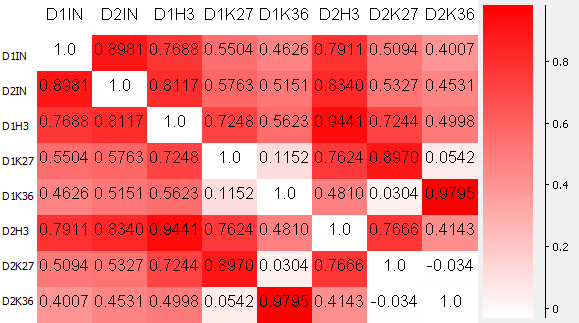 D1IN D2IN D1H3 D1K27 D1K36 D2H3 D2K27 D2K36
D1IN 1.0 0.8981 0.7688 0.5504 0.4626 0.7911 0.5094 0.4007
D2IN 0.8981 1.0 0.8117 0.5763 0.5151 0.8340 0.5327 0.4531
D1H3 0.7688 0.8117 1.0 0.7248 0.5623 0.9441 0.7244 0.4998
D1K27 0.5504 0.5763 0.7248 1.0 0.1152 0.7624 0.8970 0.0542
D1K36 0.4626 0.5151 0.5623 0.1152 1.0 0.4810 0.0304 0.9795
D2H3 0.7911 0.8340 0.9441 0.7624 0.4810 1.0 0.7666 0.4143
D2K27 0.5094 0.5327 0.7244 0.8970 0.0304 0.7666 1.0 -0.034
D2K36 0.4007 0.4531 0.4998 0.0542 0.9795 0.4143 -0.034 1.0
0.8
0.6
0.4
0.2
0